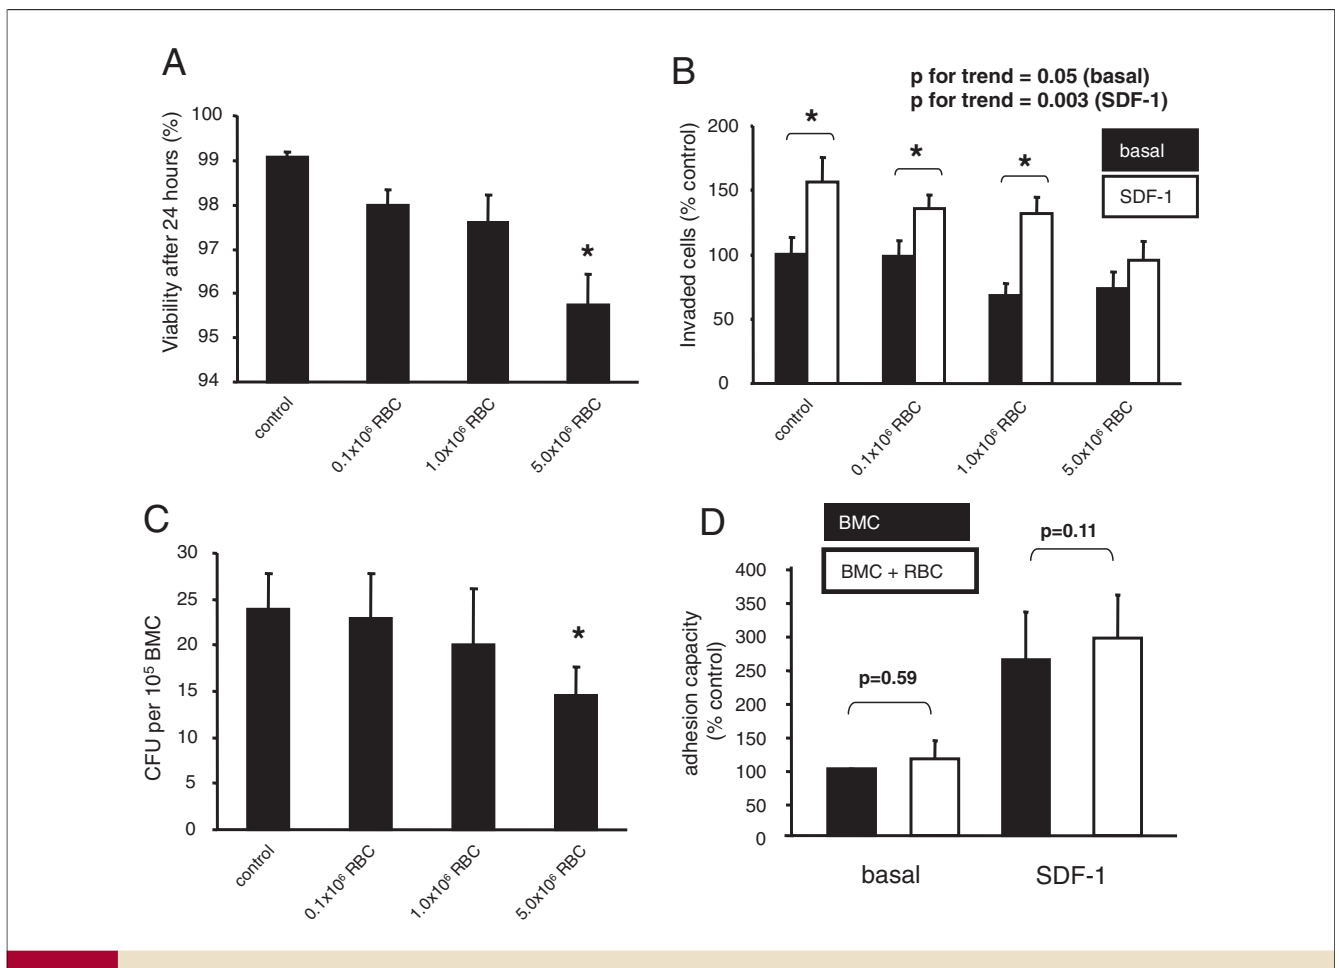 A
Viability after 24 hours (%)
100
99
98
97
96
95
94
*
control
0.1x10⁶ RBC
1.0x10⁶ RBC
5.0x10⁶ RBC
B
p for trend = 0.05 (basal)
p for trend = 0.003 (SDF-1)
Invaded cells (% control)
200
150
100
50
0
*
*
*
basal
SDF-1
control
0.1x10⁶ RBC
1.0x10⁶ RBC
5.0x10⁶ RBC
C
CFU per 10⁵ BMC
30
25
20
15
10
5
0
*
control
0.1x10⁶ RBC
1.0x10⁶ RBC
5.0x10⁶ RBC
D
BMC
BMC + RBC
adhesion capacity
(% control)
400
350
300
250
200
150
100
50
0
p=0.59
p=0.11
basal
SDF-1